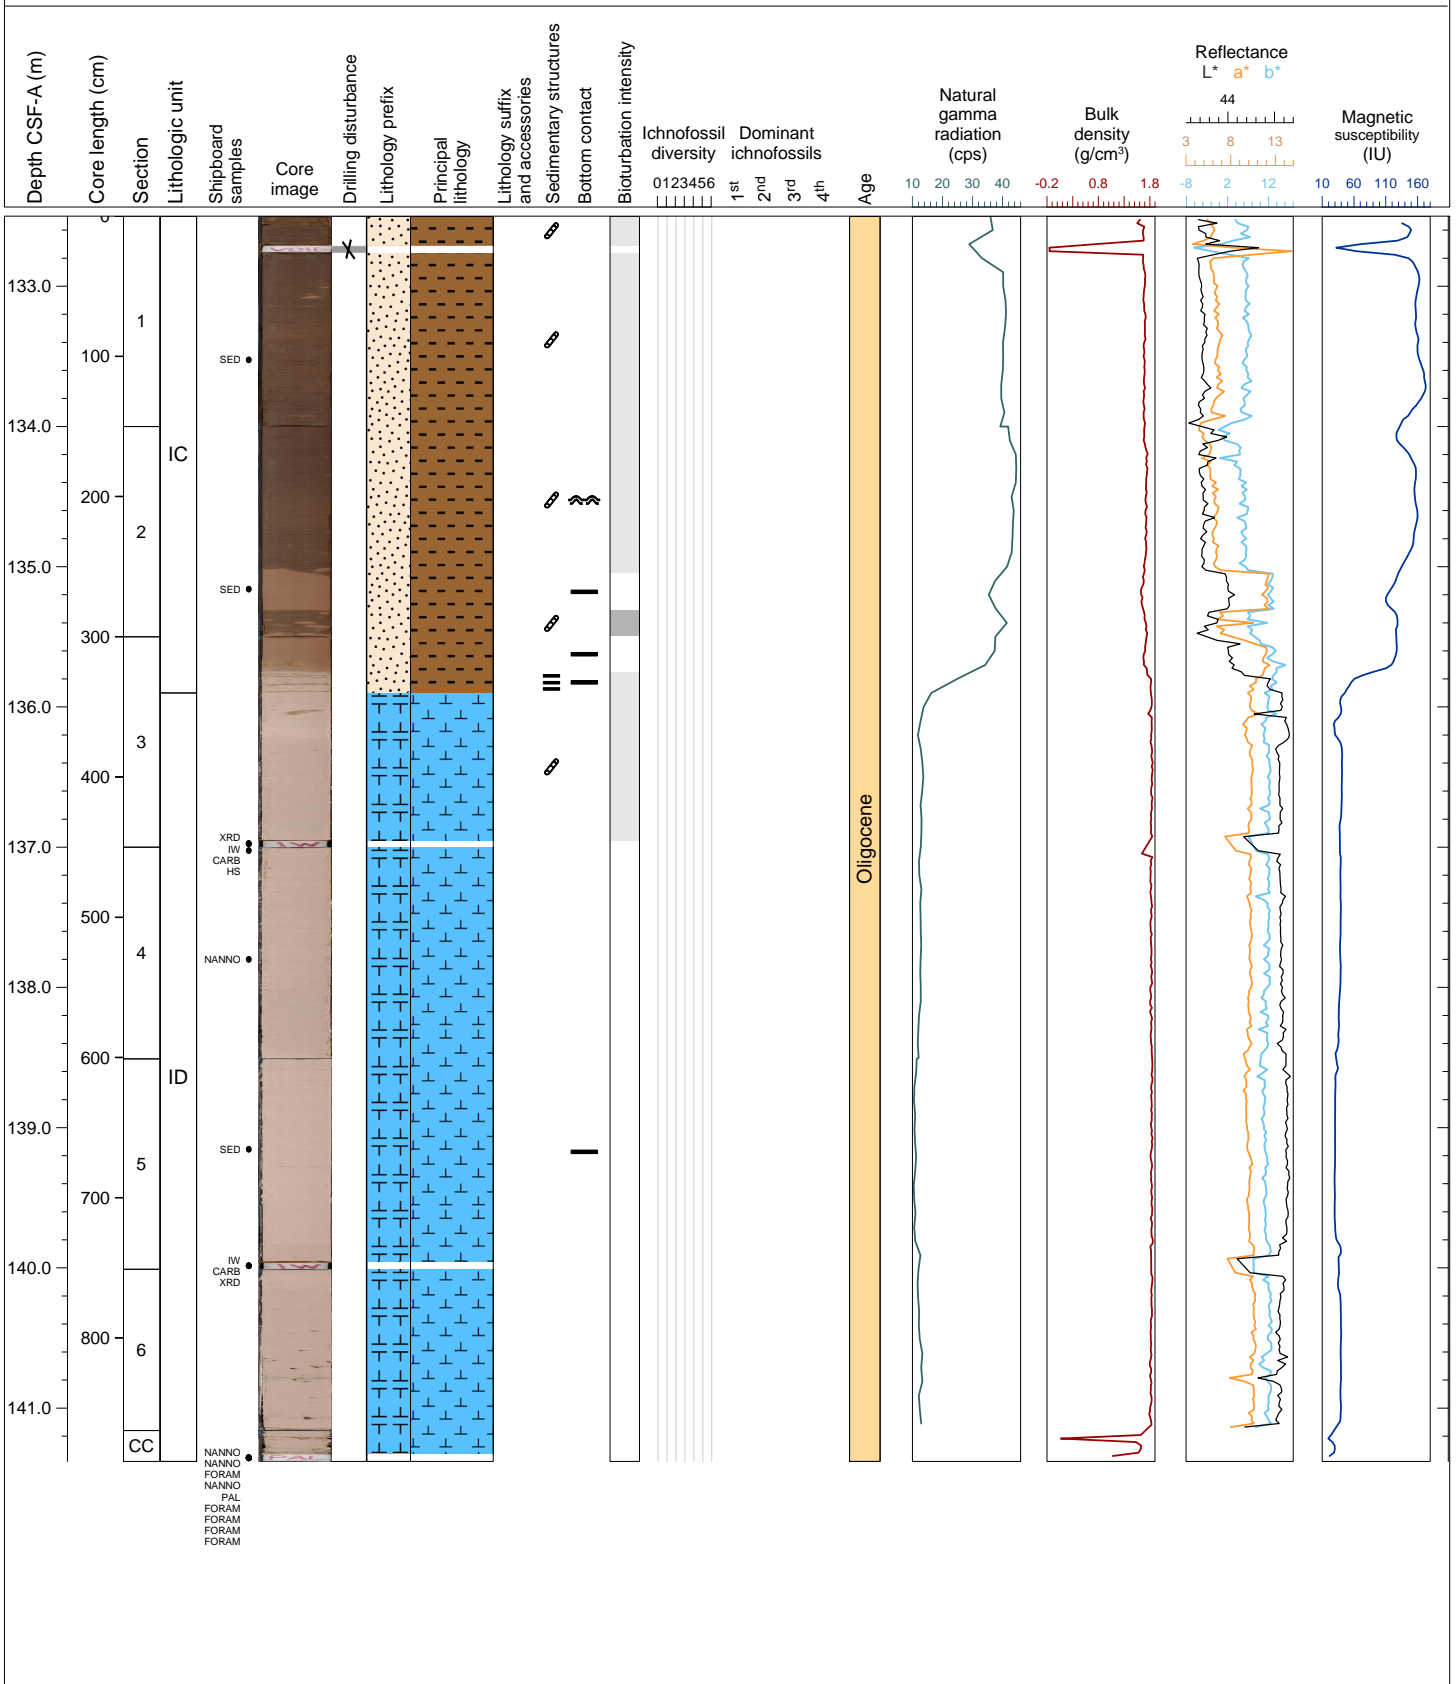 Depth CSF-A (m)
Core length (cm)
Section
Lithologic unit
Shipboard
samples
Core
image
Drilling disturbance
Lithology prefix
Principal
lithology
Lithology suffix
and accessories
Sedimentary structures
Bottom contact
Bioturbation intensity
Ichnofossil
diversity
0123456
Dominant
ichnofossils
1st 2nd 3rd 4th
Age
Natural
gamma
radiation
(cps)
10 20 30 40
Bulk
density
(g/cm³)
-0.2 0.8 1.8
Reflectance
L* a* b*
44
3 8 13
-8 2 12
Magnetic
susceptibility
(IU)
10 60 110 160
0
VOID
133.0
1
100
SED
134.0
IC
200
2
135.0
SED
300
136.0
3
400
XRD
137.0
IW
IW
CARB
HS
Oligocene
500
4
NANNO
138.0
600
ID
139.0
SED
5
700
IW
140.0
CARB
IW
XRD
800
6
141.0
CC
NANNO
PAL
NANNO
FORAM
NANNO
PAL
FORAM
FORAM
FORAM
FORAM